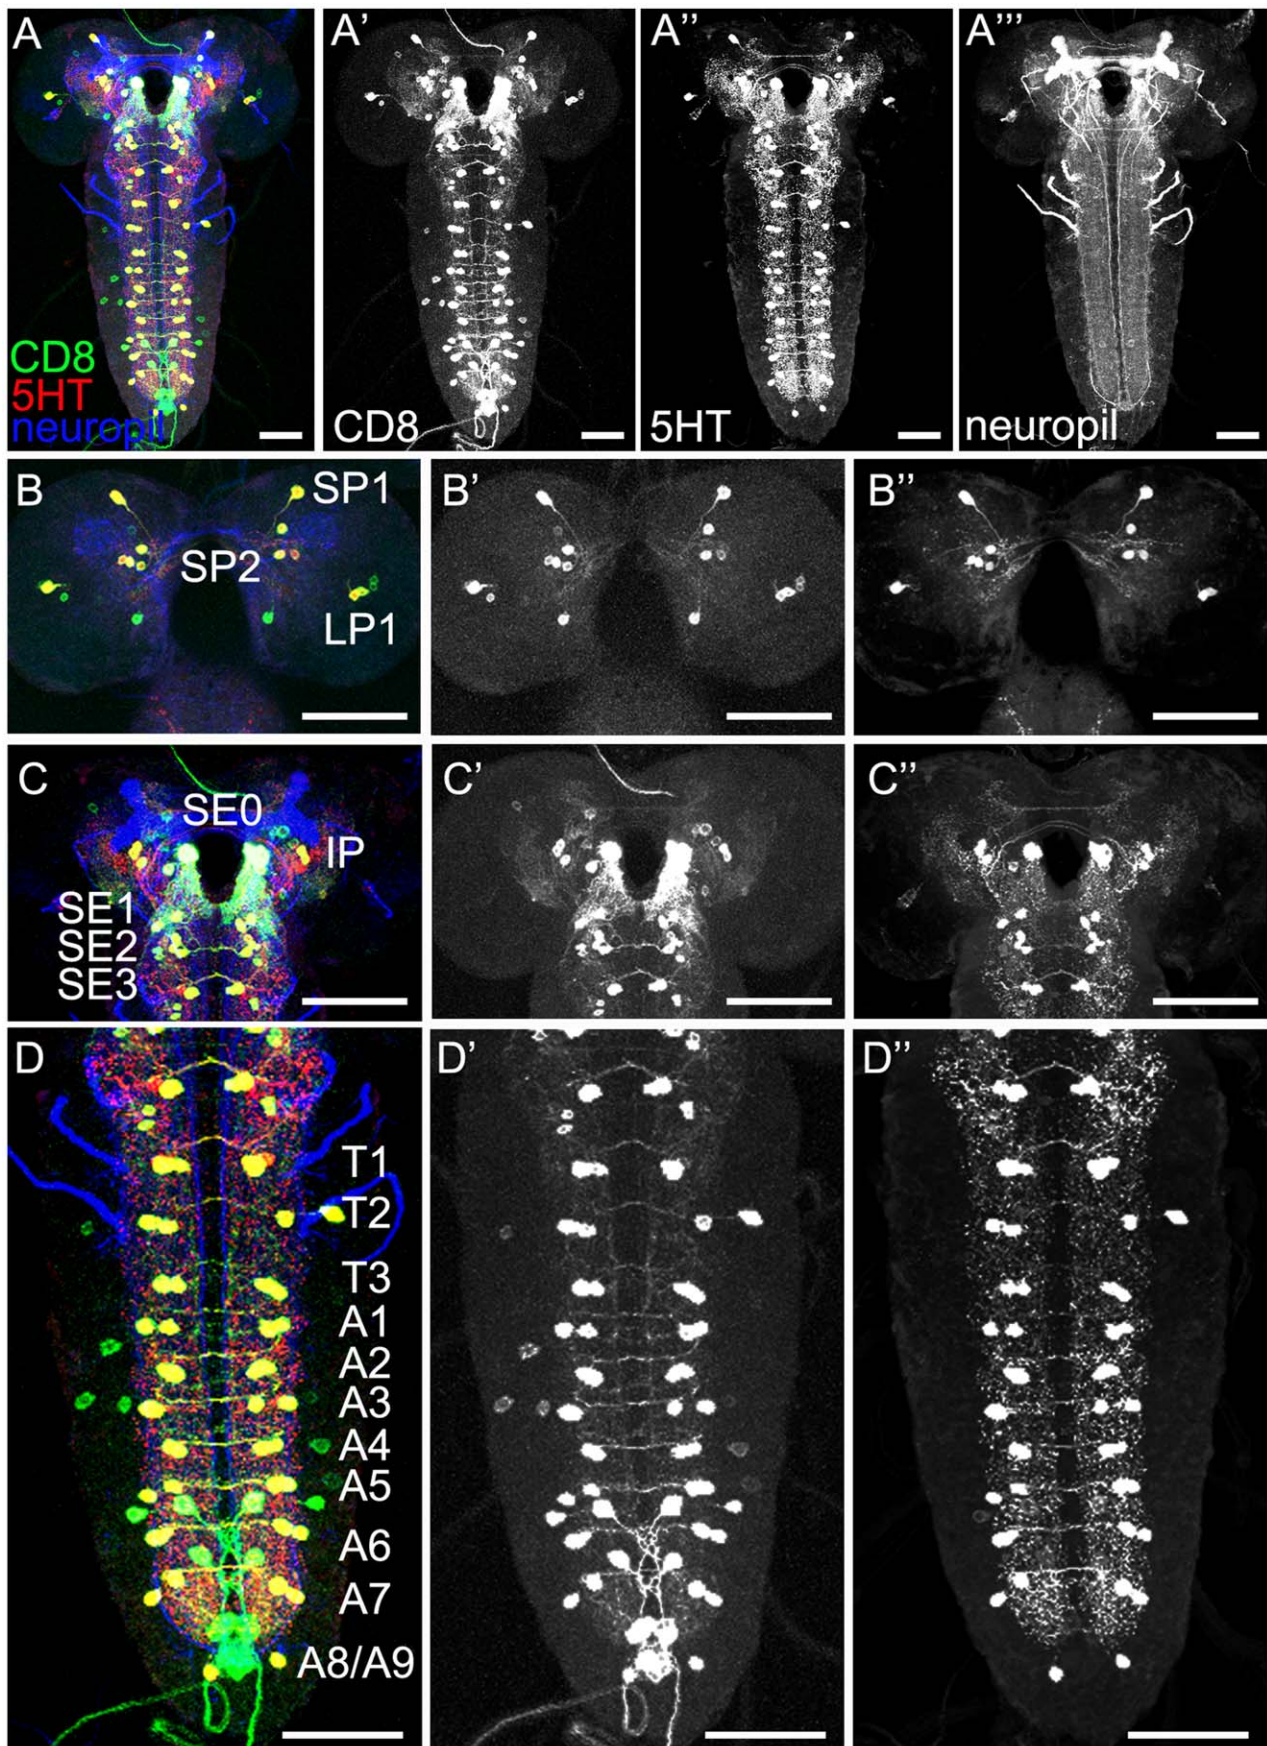 A
A'
A''
A'''
CD8
5HT
neuropil
CD8
5HT
neuropil
B
SP1
SP2
LP1
B'
B''
C
SE0
IP
SE1
SE2
SE3
C'
C''
D
T1
T2
T3
A1
A2
A3
A4
A5
A6
A7
A8/A9
D'
D''